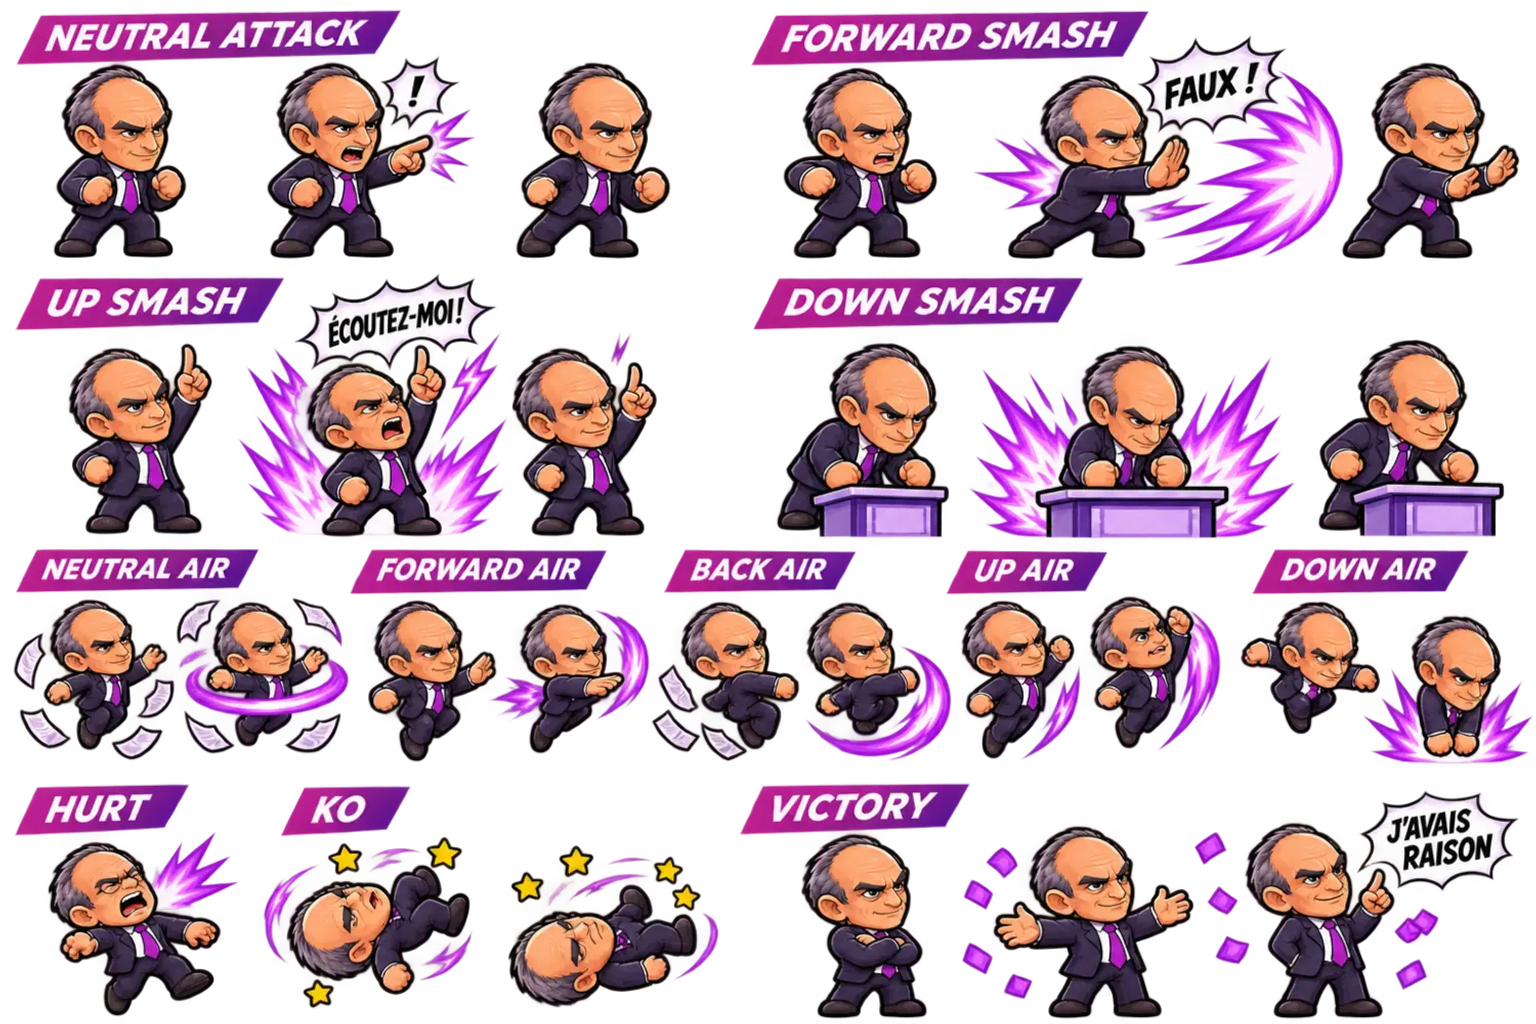 NEUTRAL ATTACK
!
FORWARD SMASH
FAUX !
UP SMASH
ÉCOUTEZ-MOI !
DOWN SMASH
NEUTRAL AIR
FORWARD AIR
BACK AIR
UP AIR
DOWN AIR
HURT
KO
VICTORY
J'AVAIS
RAISON